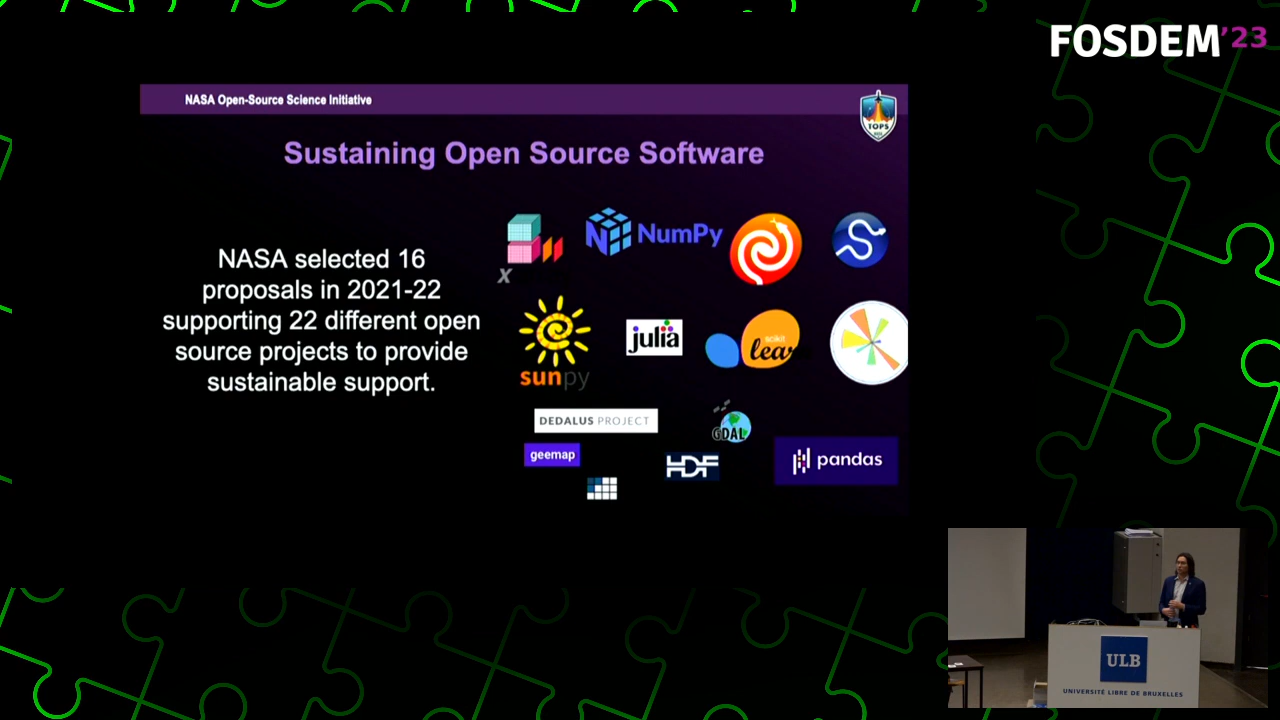 FOSDEM'23
NASA Open-Source Science Initiative
TOPS
Sustaining Open Source Software
NASA selected 16
proposals in 2021-22
supporting 22 different open
source projects to provide
sustainable support.
X
NumPy
sunpy
julia
scikit
lear
DEDALUS PROJECT
GDAL
geemap
HDF
pandas
ULB
UNIVERSITÉ LIBRE DE BRUXELLES